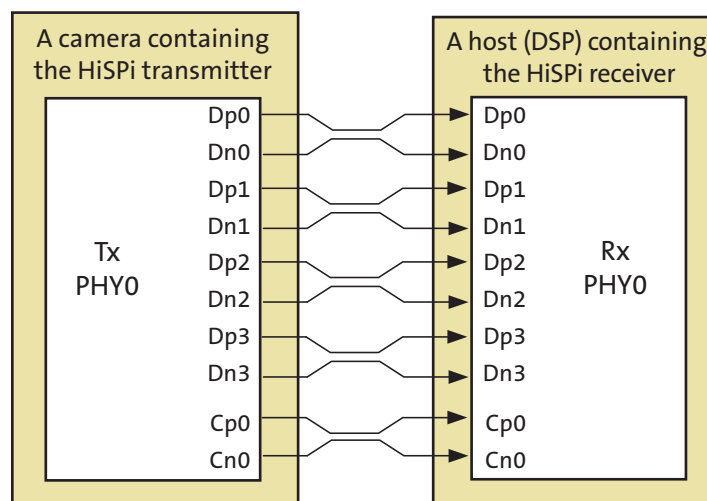 A camera containing
the HiSPi transmitter
A host (DSP) containing
the HiSPi receiver
Tx
PHY0
Dp0
Dn0
Dp1
Dn1
Dp2
Dn2
Dp3
Dn3
Cp0
Cn0
Dp0
Dn0
Dp1
Dn1
Dp2
Dn2
Dp3
Dn3
Cp0
Cn0
Rx
PHY0